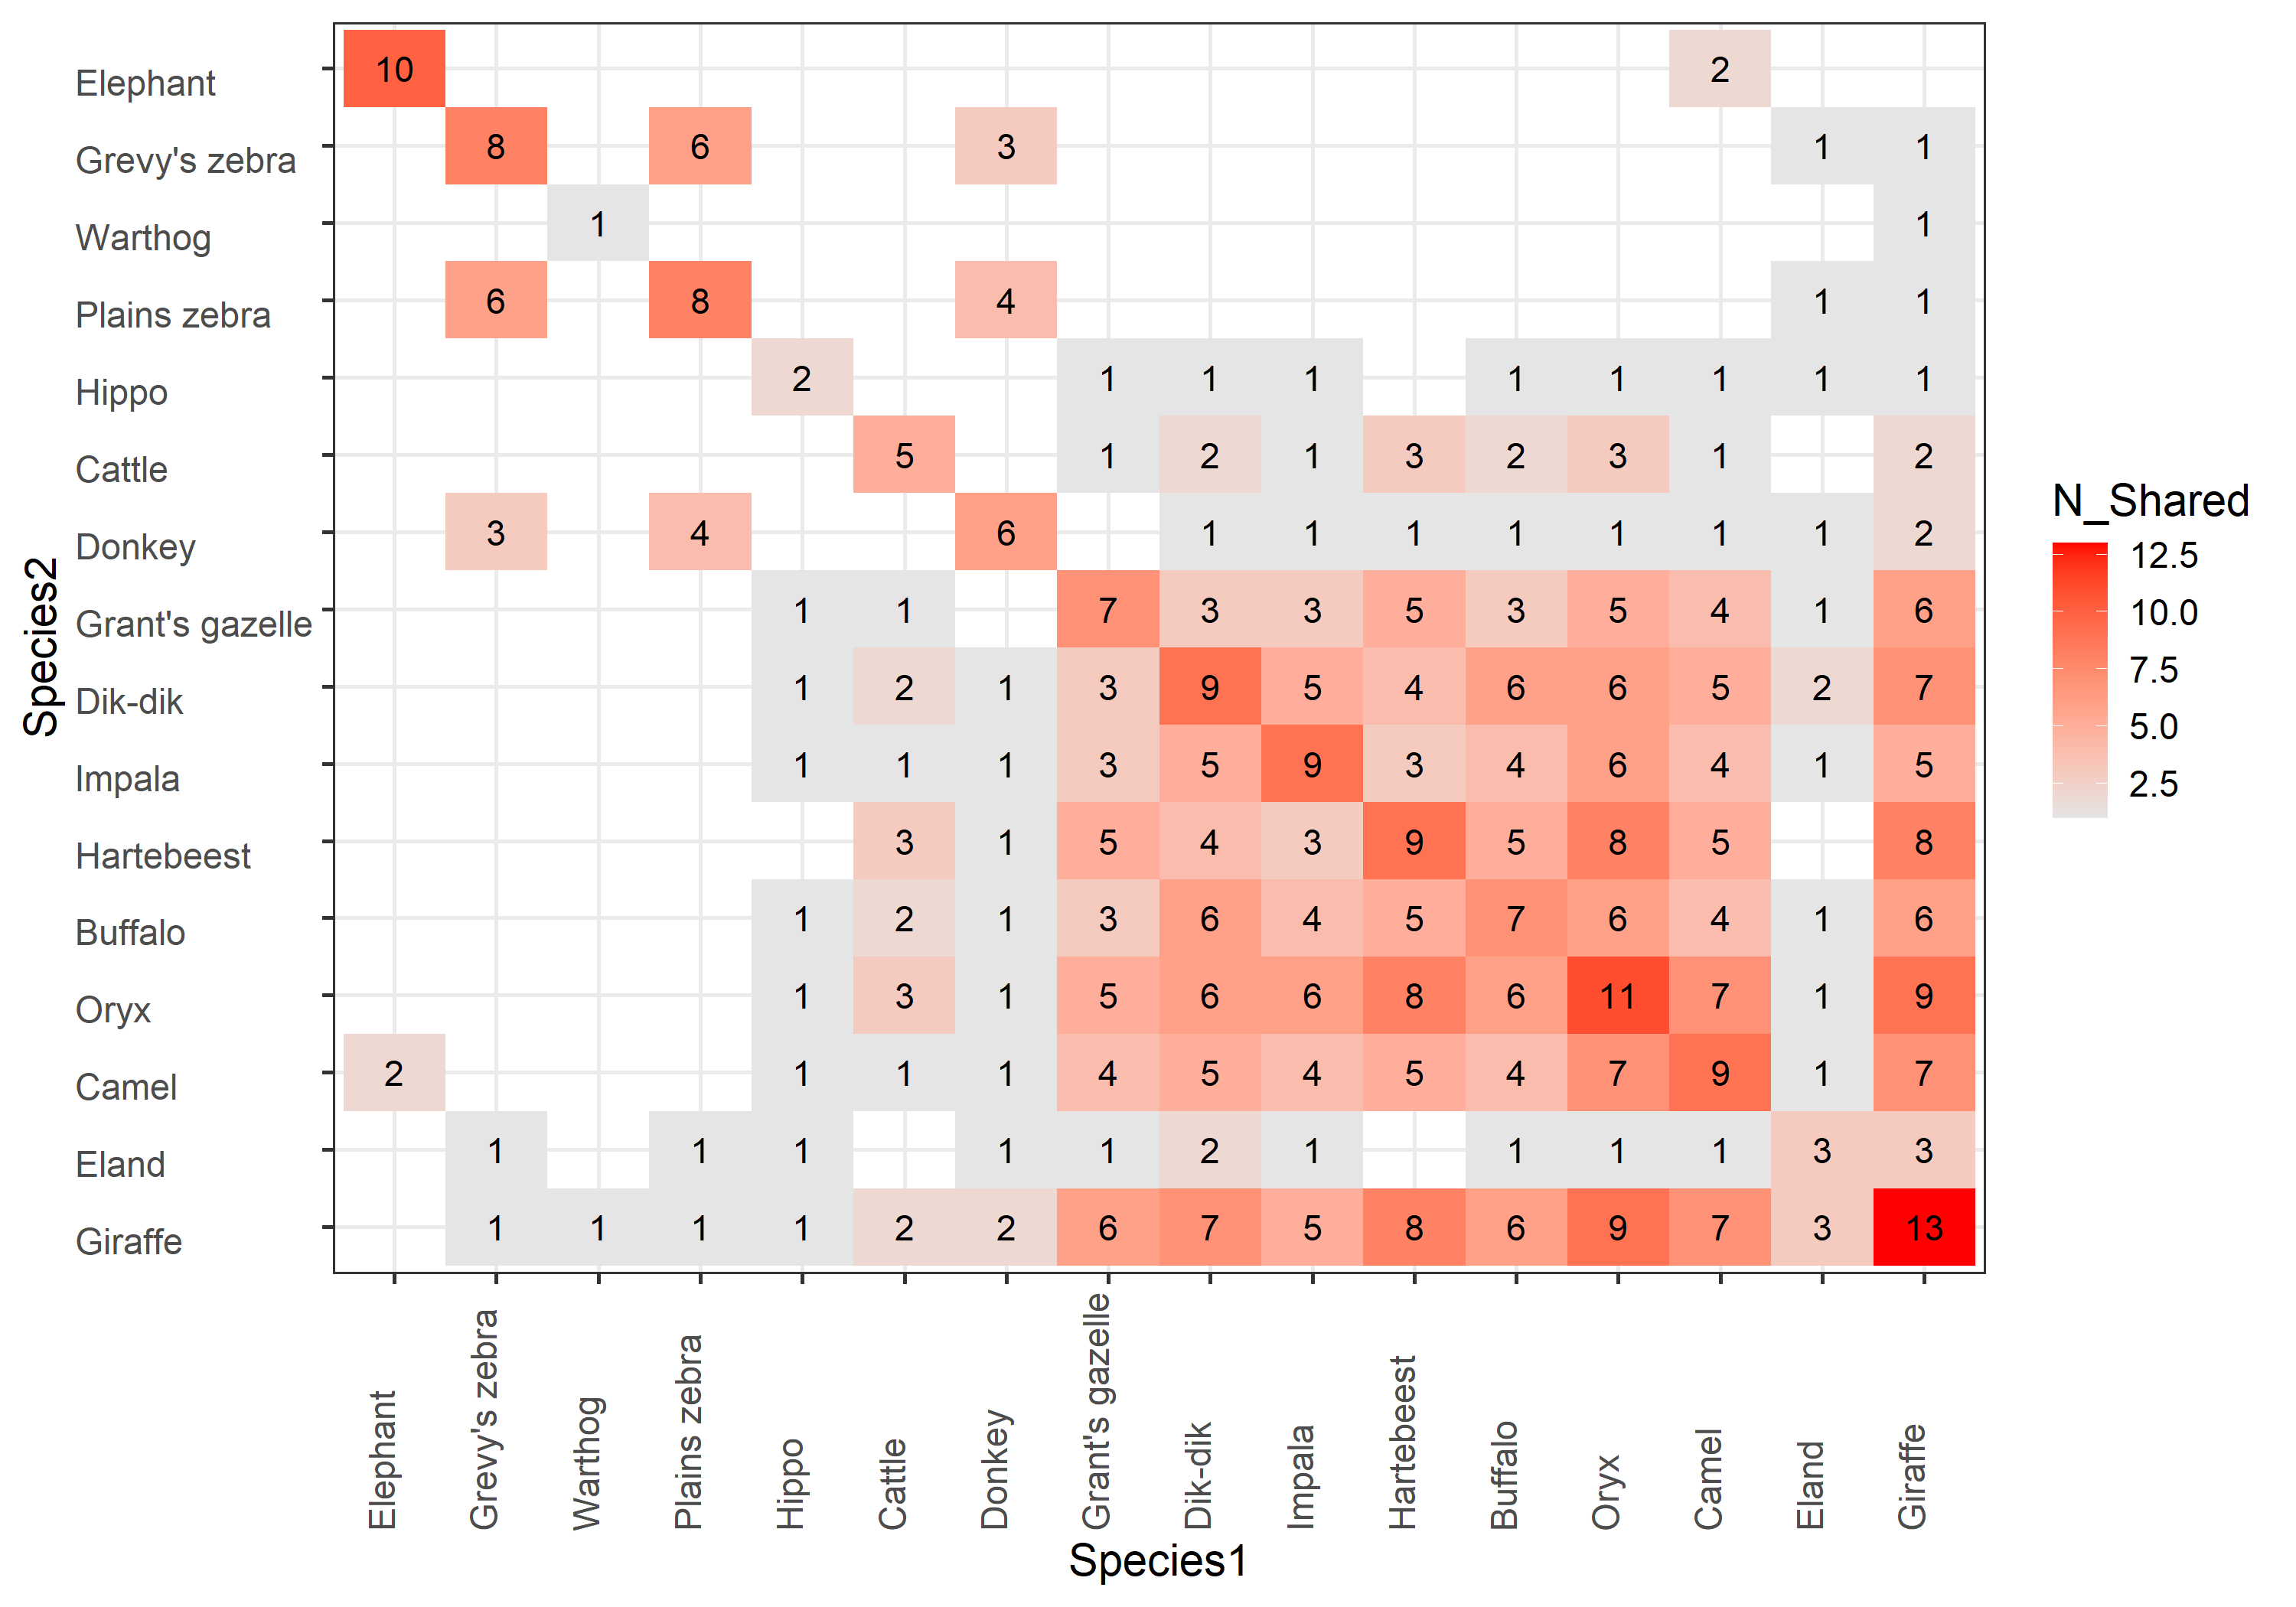 Elephant 10 2
Grevy's zebra 8 6 3 1 1
Warthog 1 1
Plains zebra 6 8 4 1 1
Hippo 2 1 1 1 1 1 1 1 1
Cattle 5 1 2 1 3 2 3 1 2
Donkey 3 4 6 1 1 1 1 1 1 1 2
Grant's gazelle 1 1 7 3 3 5 3 5 4 1 6
Dik-dik 1 2 1 3 9 5 4 6 6 5 2 7
Impala 1 1 1 3 5 9 3 4 6 4 1 5
Hartebeest 3 1 5 4 3 9 5 8 5 8
Buffalo 1 2 1 3 6 4 5 7 6 4 1 6
Oryx 1 3 1 5 6 6 8 6 11 7 1 9
Camel 2 1 1 1 4 5 4 5 4 7 9 1 7
Eland 1 1 1 1 1 2 1 1 1 1 3 3
Giraffe 1 1 1 1 2 2 6 7 5 8 6 9 7 3 13
Species2
Elephant
Grevy's zebra
Warthog
Plains zebra
Hippo
Cattle
Donkey
Grant's gazelle
Dik-dik
Impala
Hartebeest
Buffalo
Oryx
Camel
Eland
Giraffe
Species1
N_Shared
12.5
10.0
7.5
5.0
2.5